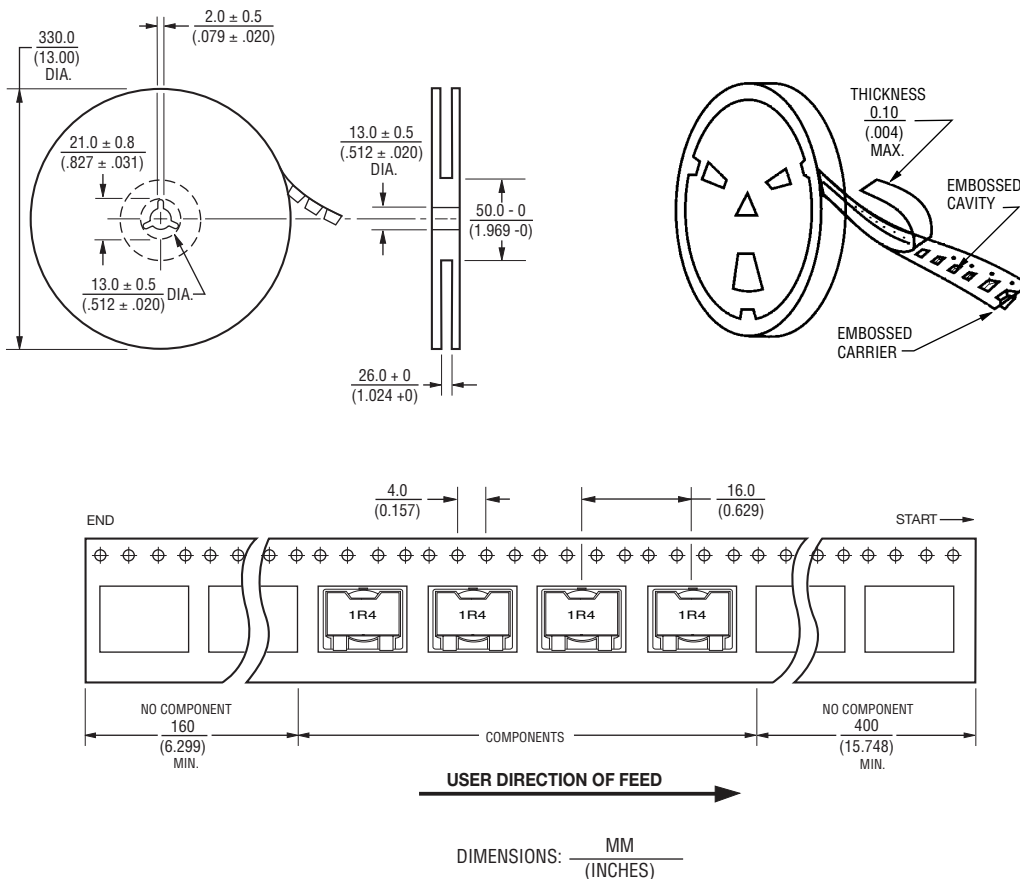 2.0 ± 0.5
(.079 ± .020)
330.0
(13.00)
DIA.
21.0 ± 0.8
(.827 ± .031)
13.0 ± 0.5
(.512 ± .020)
DIA.
13.0 ± 0.5
(.512 ± .020)
DIA.
50.0 - 0
(1.969 -0)
26.0 + 0
(1.024 +0)
THICKNESS
0.10
(.004)
MAX.
EMBOSSED
CAVITY
EMBOSSED
CARRIER
4.0
(0.157)
16.0
(0.629)
END
START
1R4
1R4
1R4
1R4
NO COMPONENT
160
(6.299)
MIN.
COMPONENTS
NO COMPONENT
400
(15.748)
MIN.
USER DIRECTION OF FEED
DIMENSIONS:
MM
(INCHES)